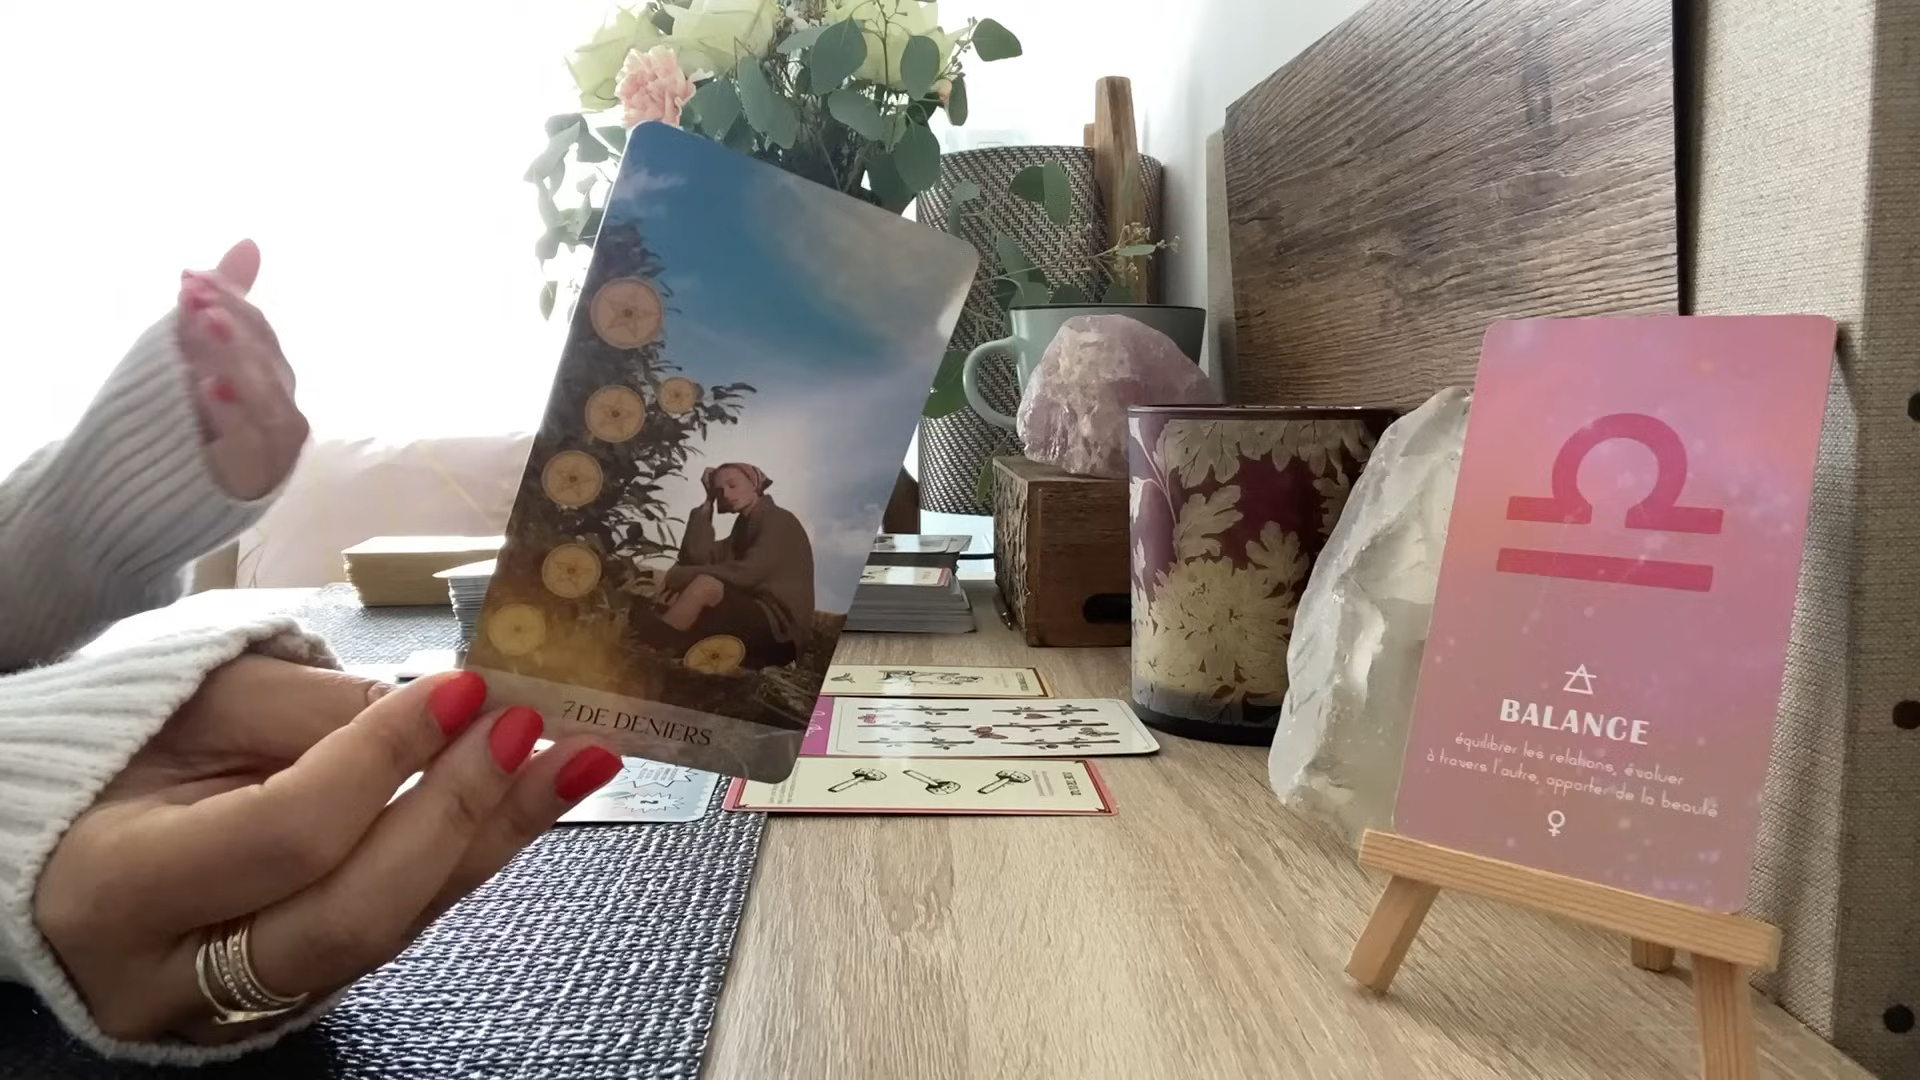 7 DE DENIERS
BALANCE
équilibrer les relations, évoluer
à travers l'autre, apporter de la beauté